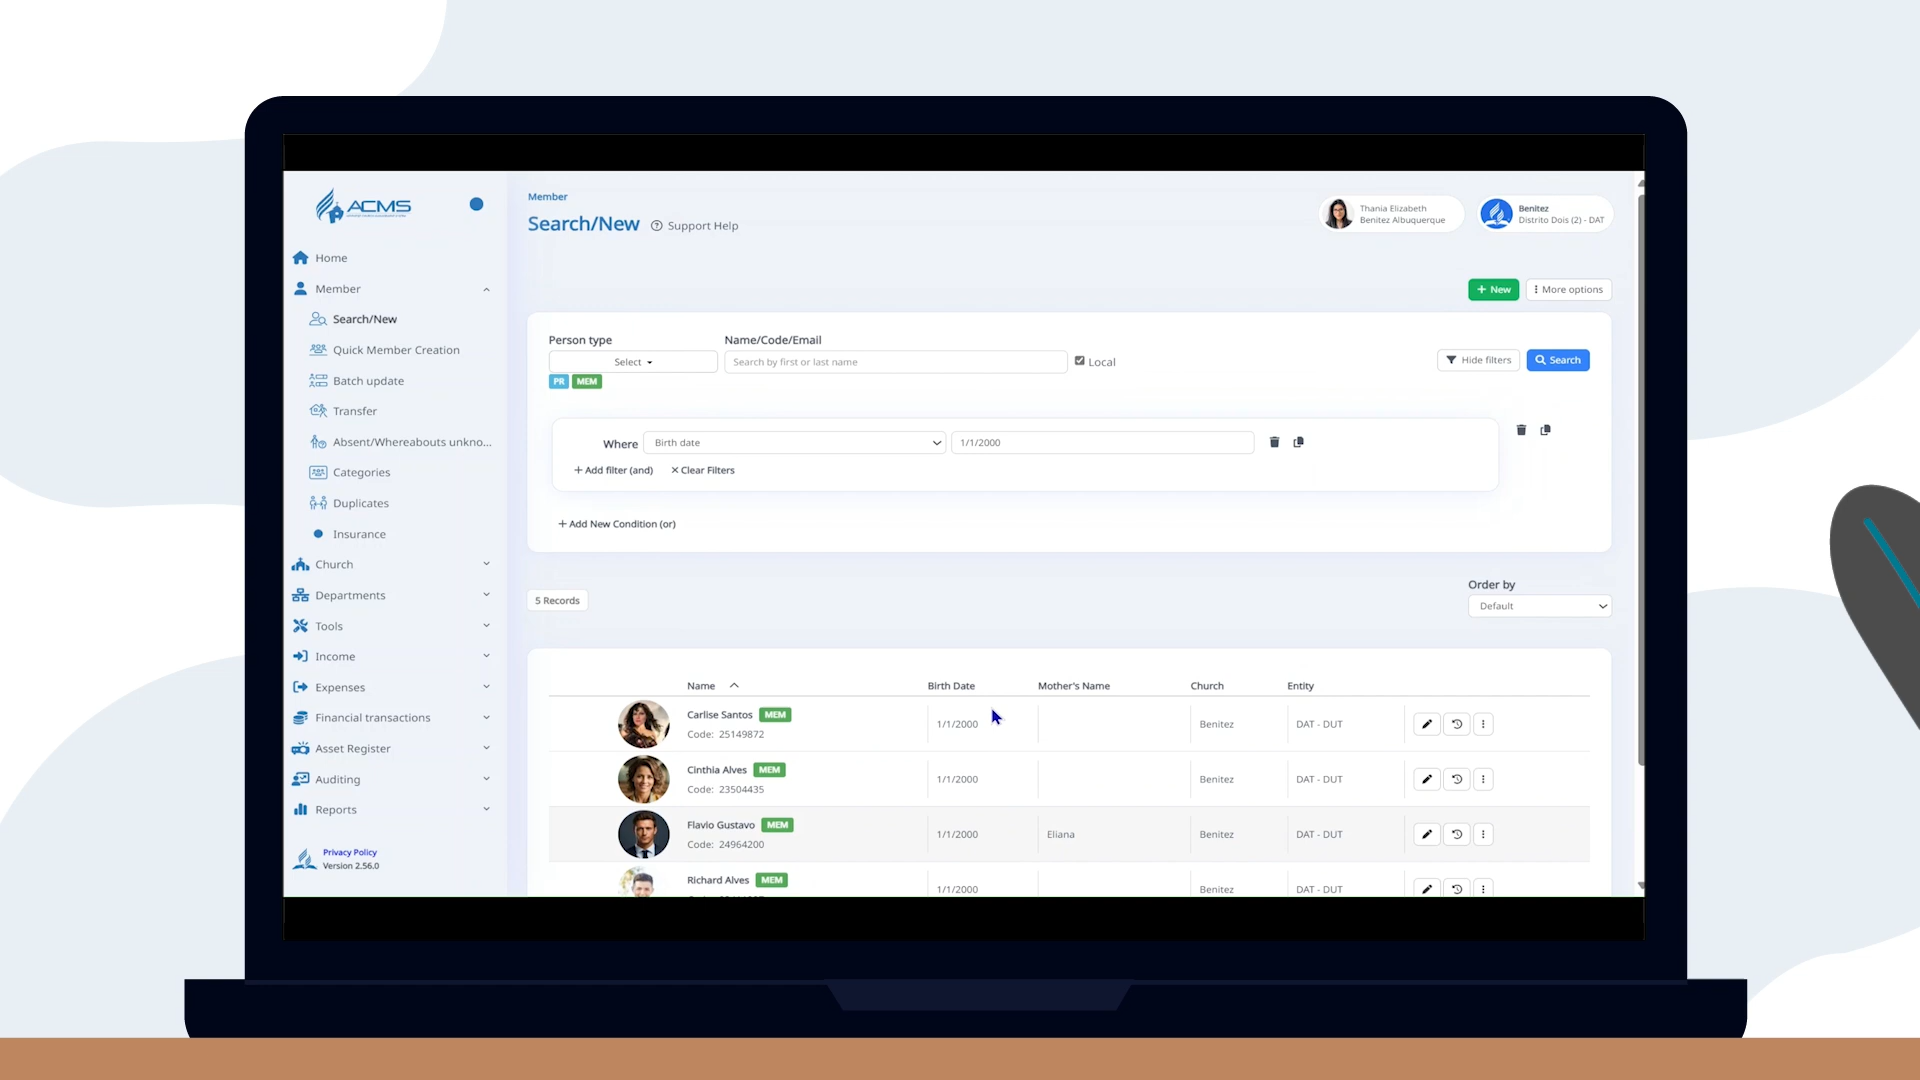 ACMS
Home
Member
Search/New
Quick Member Creation
Batch update
Transfer
Absent/Whereabouts unkno...
Categories
Duplicates
Insurance
Church
Departments
Tools
Income
Expenses
Financial transactions
Asset Register
Auditing
Reports
Privacy Policy
Version 2.56.0
Member
Search/New
Support Help
Thania Elizabeth
Benitez Albuquerque
Benitez
Distrito Dois (2) - DAT
+ New
More options
Person type
Name/Code/Email
Select
Search by first or last name
Local
Hide filters
Search
PR MEM
Where
Birth date
1/1/2000
+ Add filter (and)
× Clear Filters
+ Add New Condition (or)
5 Records
Order by
Default
Name Birth Date Mother's Name Church Entity
Carlise Santos MEM
Code: 25149872
1/1/2000 Benitez DAT - DUT
Cinthia Alves MEM
Code: 23504435
1/1/2000 Benitez DAT - DUT
Flavio Gustavo MEM
Code: 24964200
1/1/2000 Eliana Benitez DAT - DUT
Richard Alves MEM
1/1/2000 Benitez DAT - DUT